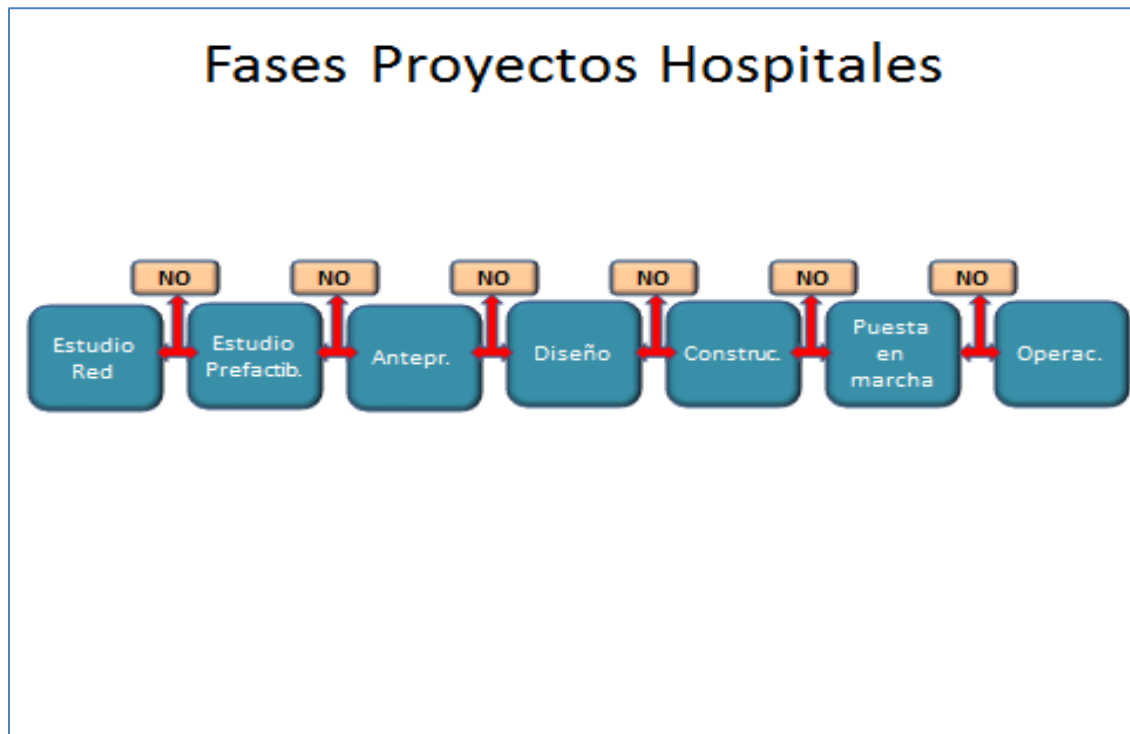 Fases Proyectos Hospitales
NO
NO
NO
NO
NO
NO
Estudio
Red
Estudio
Prefactib.
Antepr.
Diseño
Construc.
Puesta
en
marcha
Operac.